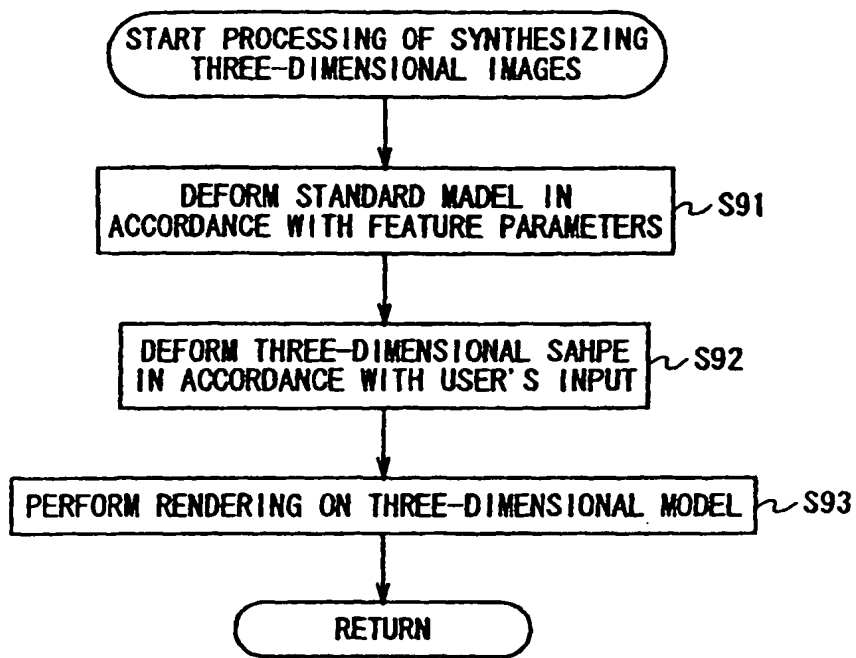 START PROCESSING OF SYNTHESIZING
THREE-DIMENSIONAL IMAGES
DEFORM STANDARD MADEL IN
ACCORDANCE WITH FEATURE PARAMETERS
S91
DEFORM THREE-DIMENSIONAL SAHPE
IN ACCORDANCE WITH USER'S INPUT
S92
PERFORM RENDERING ON THREE-DIMENSIONAL MODEL
S93
RETURN